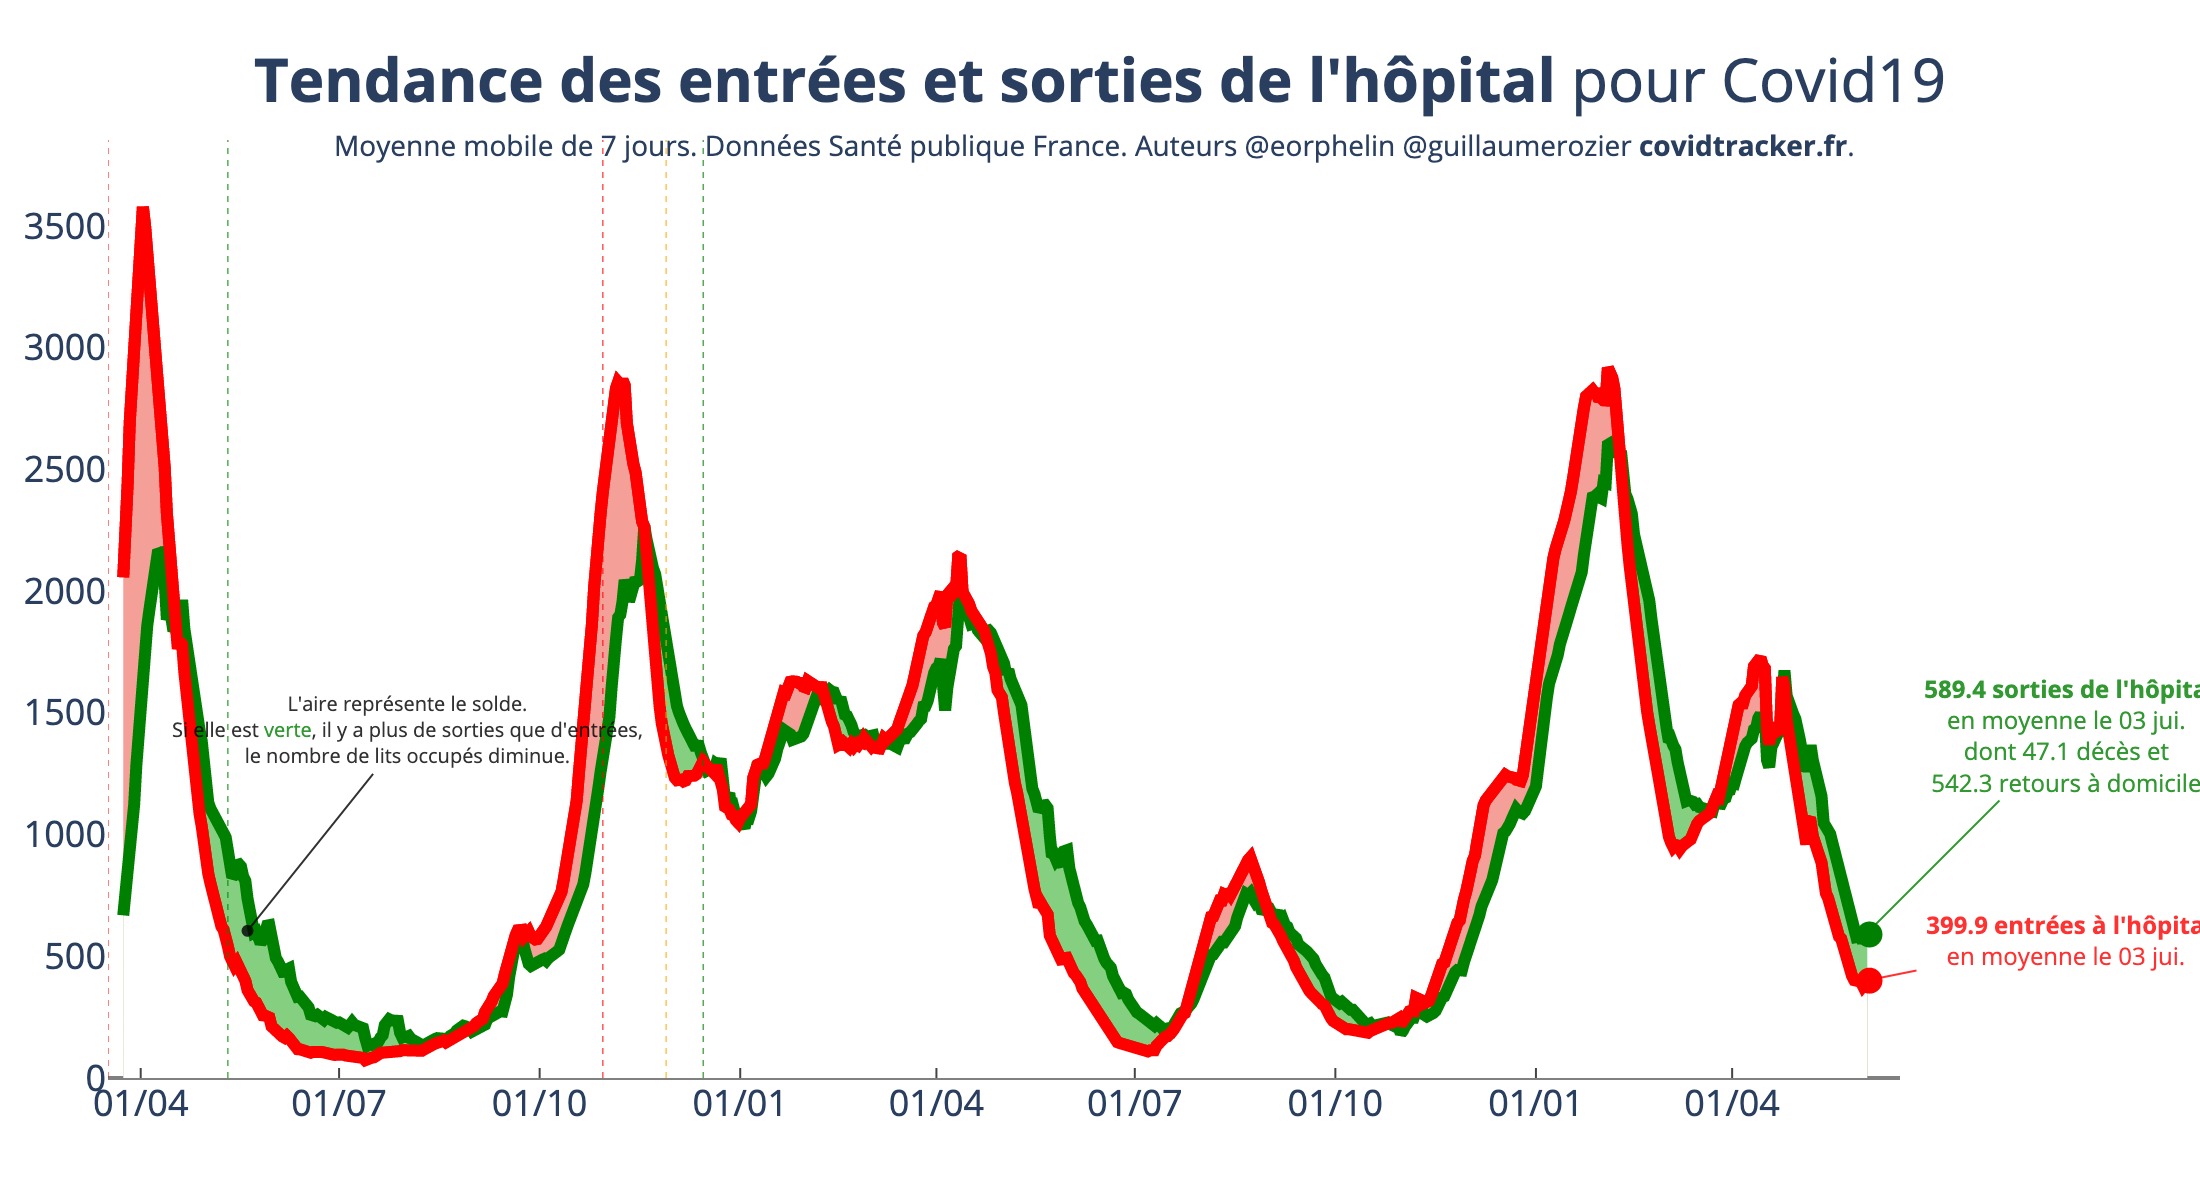 Tendance des entrées et sorties de l'hôpital pour Covid19
Moyenne mobile de 7 jours. Données Santé publique France. Auteurs @eorphelin @guillaumerozier covidtracker.fr.
3500
3000
2500
2000
1500
1000
500
0
L'aire représente le solde.
Si elle est verte, il y a plus de sorties que d'entrées,
le nombre de lits occupés diminue.
589.4 sorties de l'hôpita
en moyenne le 03 jui.
dont 47.1 décès et
542.3 retours à domicile
399.9 entrées à l'hôpita
en moyenne le 03 jui.
01/04 01/07 01/10 01/01 01/04 01/07 01/10 01/01 01/04